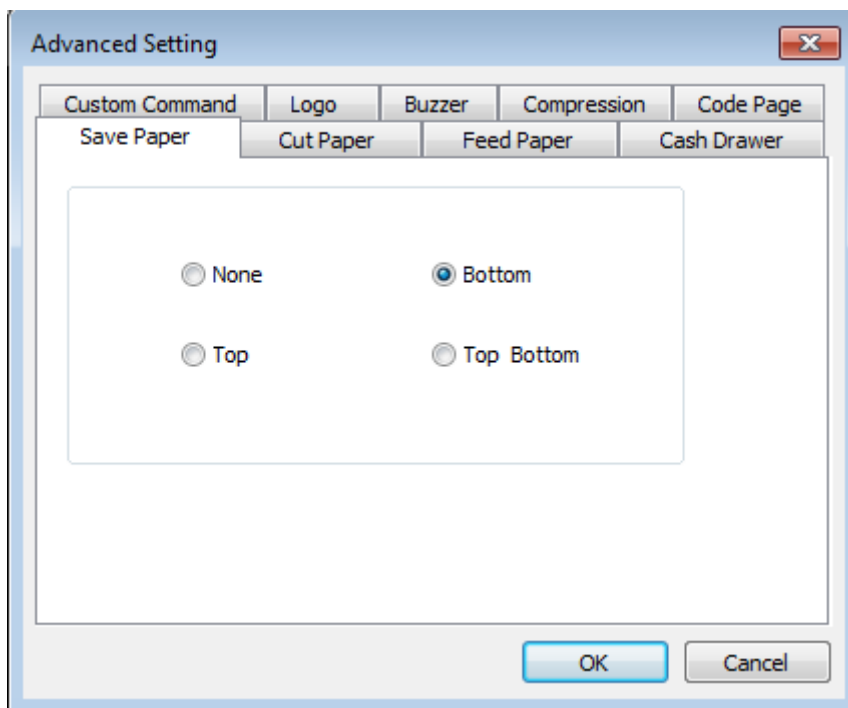 Advanced Setting
Custom Command Logo Buzzer Compression Code Page
Save Paper Cut Paper Feed Paper Cash Drawer
None Bottom
Top Top Bottom
OK Cancel